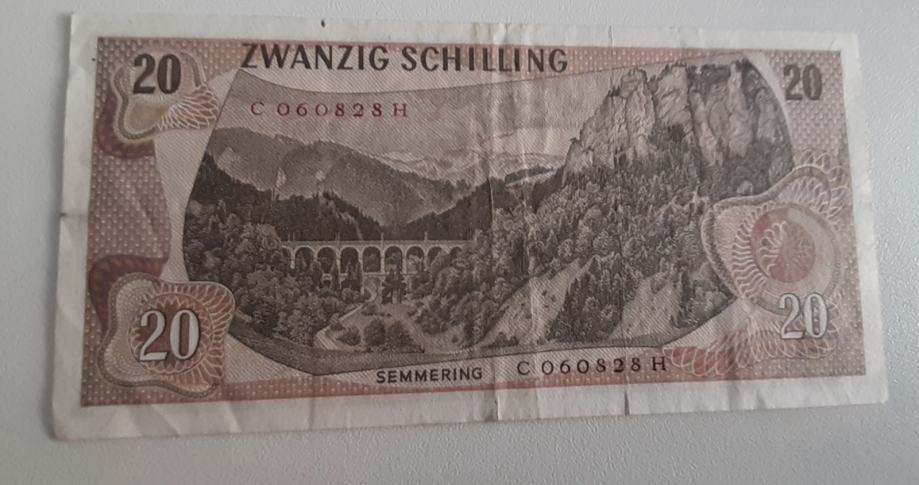 20 ZWANZIG SCHILLING 20
C 060828 H
20 20
SEMMERING C 060828 H